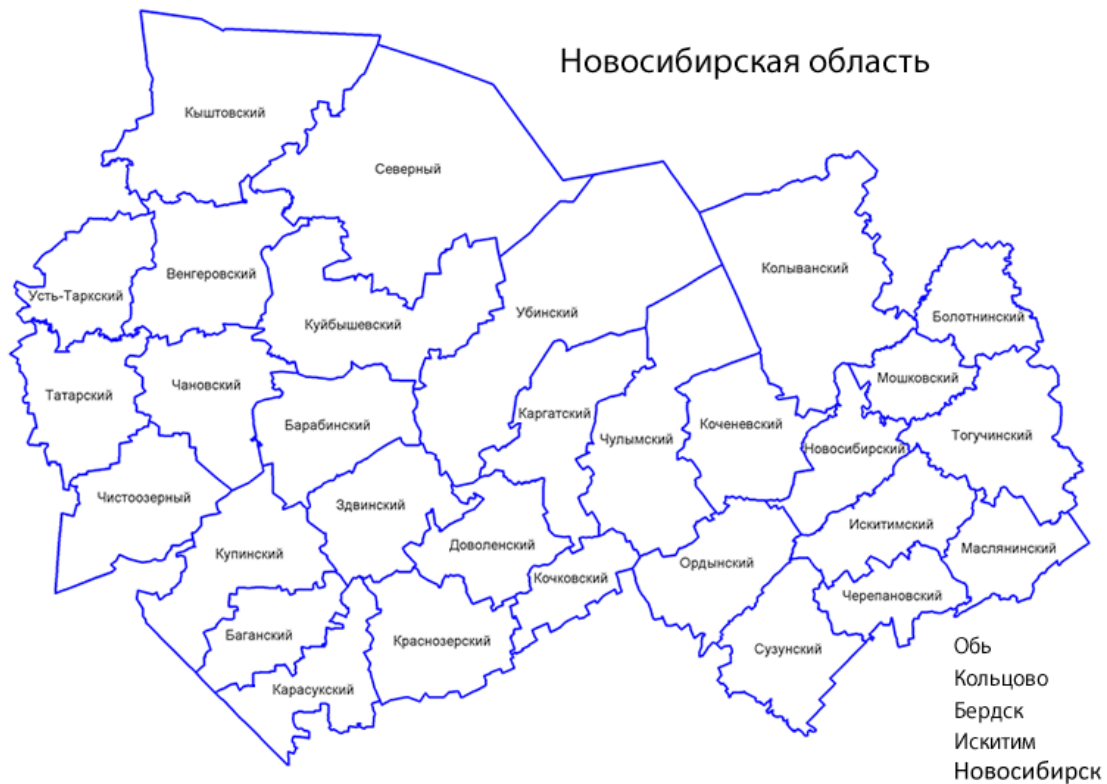 Новосибирская область
Кыштовский
Северный
Колыванский
Венгеровский
Усть-Таркский
Убинский
Болотнинский
Куйбышевский
Мошковский
Чановский
Татарский
Каргатский
Барабинский
Коченевский
Тогучинский
Чулымский
Новосибирский
Чистоозерный
Здвинский
Искитимский
Доволенский
Маслянинский
Купинский
Ордынский
Кочковский
Черепановский
Баганский
Краснозерский
Сузунский
Карасукский
Обь
Кольцово
Бердск
Искитим
Новосибирск